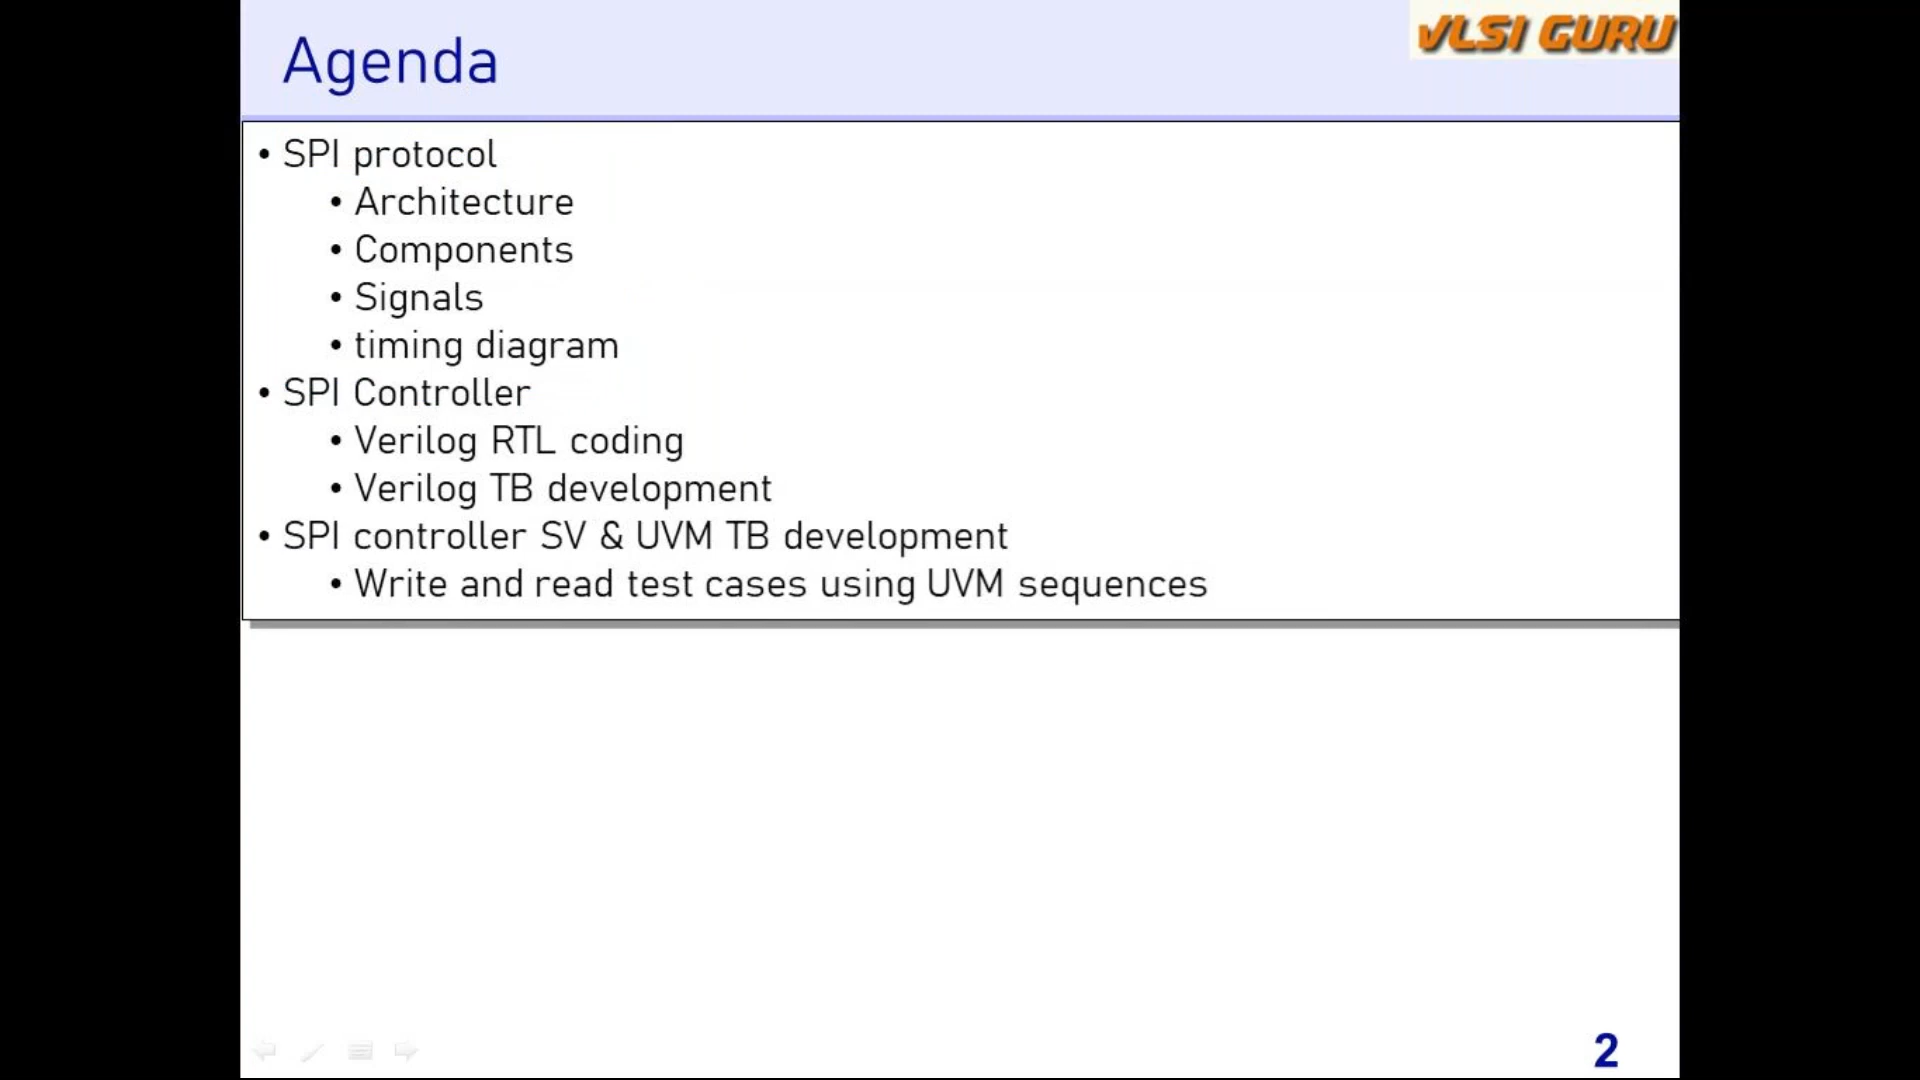 Agenda
VLSI GURU
• SPI protocol
• Architecture
• Components
• Signals
• timing diagram
• SPI Controller
• Verilog RTL coding
• Verilog TB development
• SPI controller SV & UVM TB development
• Write and read test cases using UVM sequences
2